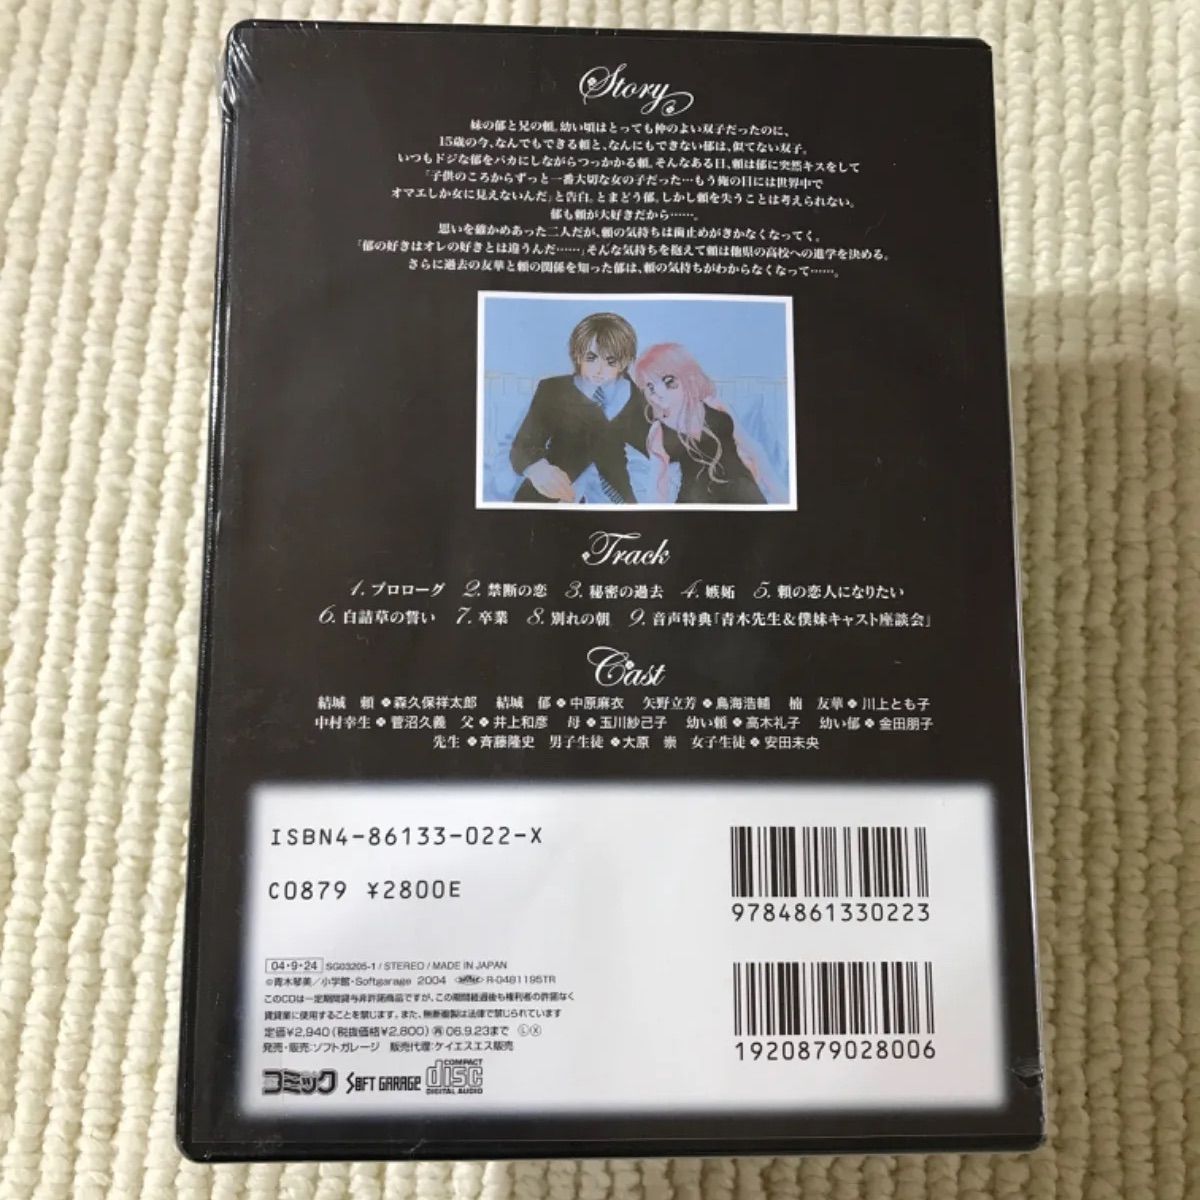 Story
妹の郁と兄の頼。幼い頃はとっても仲のよい双子だったのに、
15歳の今、なんでもできる頼と、なんにもできない郁は、似てない双子。
いつもドジな郁をバカにしながらつっかかる頼。そんなある日、頼は郁に突然キスをして
「子供のころからずっと一番大切な女の子だった…もう俺の目には世界中で
オマエしか女に見えないんだ」と告白。とまどう郁。しかし頼を失うことは考えられない。
郁も頼が大好きだから……。
思いを確かめあった二人だが、頼の気持ちは歯止めがきかなくなってく。
「郁の好きはオレの好きとは違うんだ……」そんな気持ちを抱えて頼は他県の高校への進学を決める。
さらに過去の友華と頼の関係を知った郁は、頼の気持ちがわからなくなって……。
Track
1. プロローグ 2. 禁断の恋 3. 秘密の過去 4. 嫉妬 5. 頼の恋人になりたい
6. 白詰草の誓い 7. 卒業 8. 別れの朝 9. 音声特典「青木先生&僕妹キャスト座談会」
Cast
結城 頼❖森久保祥太郎 結城 郁❖中原麻衣 矢野立芳❖鳥海浩輔 楠 友華❖川上とも子
中村幸生❖菅沼久義 父❖井上和彦 母❖玉川紗己子 幼い頼❖高木礼子 幼い郁❖金田朋子
先生❖斉藤隆史 男子生徒❖大原 崇 女子生徒❖安田未央
ISBN4-86133-022-X
C0879 ¥2800E
9784861330223
1920879028006
04・9・24 SG03205-1 / STEREO / MADE IN JAPAN
©青木琴美/小学館・Softgarage 2004 R-0481195TR
このCDは一定期間貸与非許諾商品ですが、この期間経過後も権利者の許諾なく
賃貸業に使用することを禁じます。また、無断複製は法律で禁じられています
定価¥2,940(税抜価格¥2,800) 再 06.9.23まで Ⓛ Ⓧ
発売・販売:ソフトガレージ 販売代理:ケイエスエス販売
コミック SOFT GARAGE COMPACT disc DIGITAL AUDIO